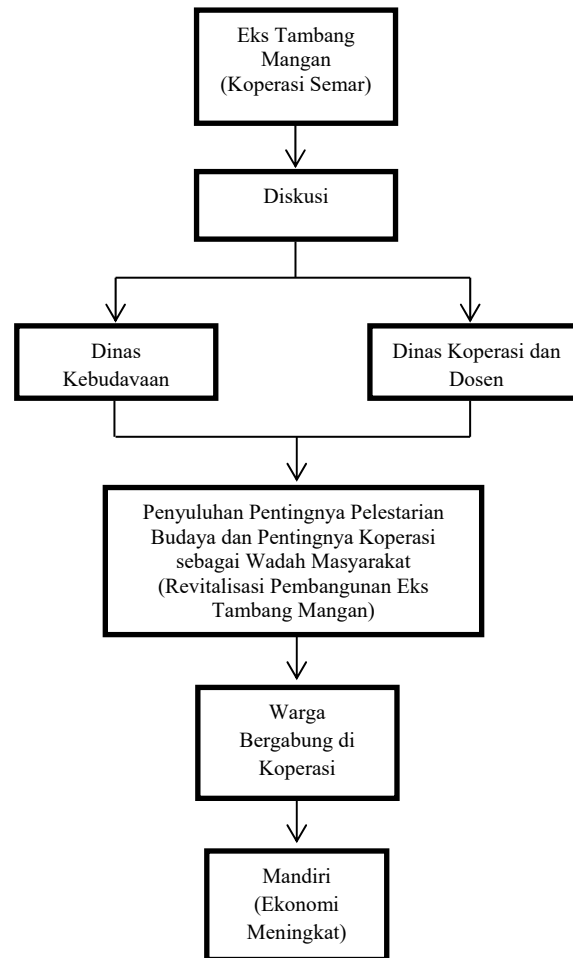 Eks Tambang
Mangan
(Koperasi Semar)
Diskusi
Dinas
Kebudavaan
Dinas Koperasi dan
Dosen
Penyuluhan Pentingnya Pelestarian
Budaya dan Pentingnya Koperasi
sebagai Wadah Masyarakat
(Revitalisasi Pembangunan Eks
Tambang Mangan)
Warga
Bergabung di
Koperasi
Mandiri
(Ekonomi
Meningkat)